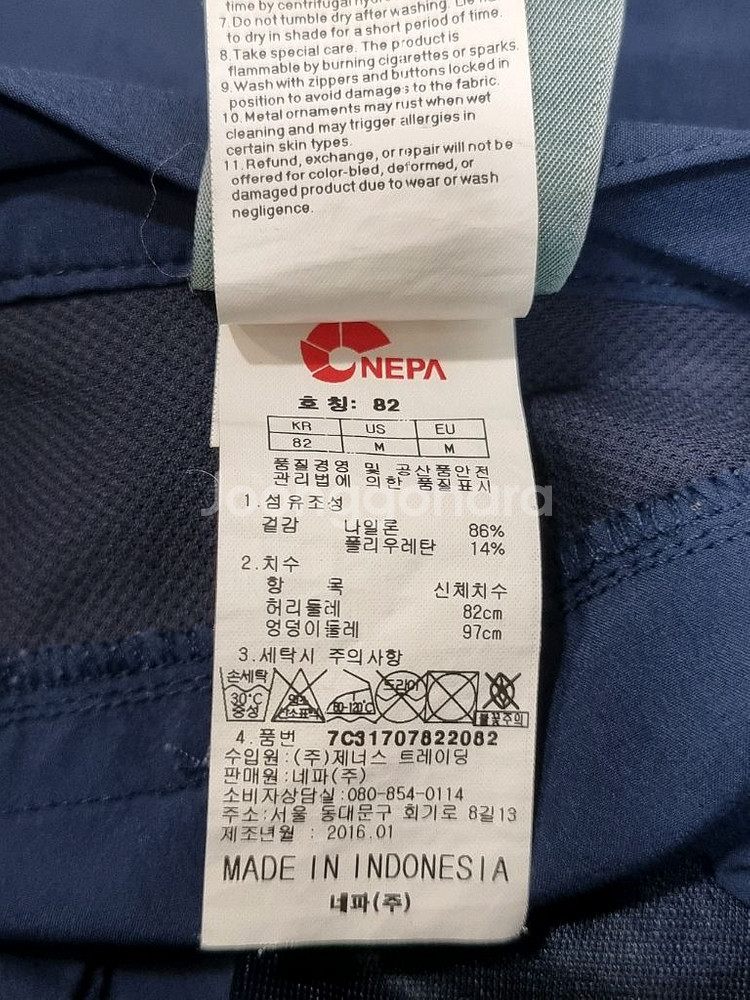 time by centrifugal
7.Do not tumble dry after washing. Lie
to dry in shade for a short period of time.
8.Take special care. The product is
flammable by burning cigarettes or sparks.
9.Wash with zippers and buttons locked in
position to avoid damages to the fabric.
10.Metal ornaments may rust when wet
cleaning and may trigger allergies in
certain skin types.
11.Refund, exchange, or repair will not be
offered for color-bled, deformed, or
damaged product due to wear or wash
negligence.
NEPA
호 칭: 82
KR US EU
82 M M
품질경영 및 공산품안전
관리법에 의한 품질표시
Joonggonara
1.섬유조성
겉감 나일론 86%
폴리우레탄 14%
2.치수
항 목 신체치수
허리둘레 82cm
엉덩이둘레 97cm
3.세탁시 주의사항
손세탁
30°C
중성
염소
산소표백
80-120°C
드라이
불꽃주의
4.품번 7C31707822082
수입원:(주)제너스 트레이딩
판매원:네파(주)
소비자상담실:080-854-0114
주소:서울 동대문구 회기로 8길13
제조년월 : 2016.01
MADE IN INDONESIA
네파(주)